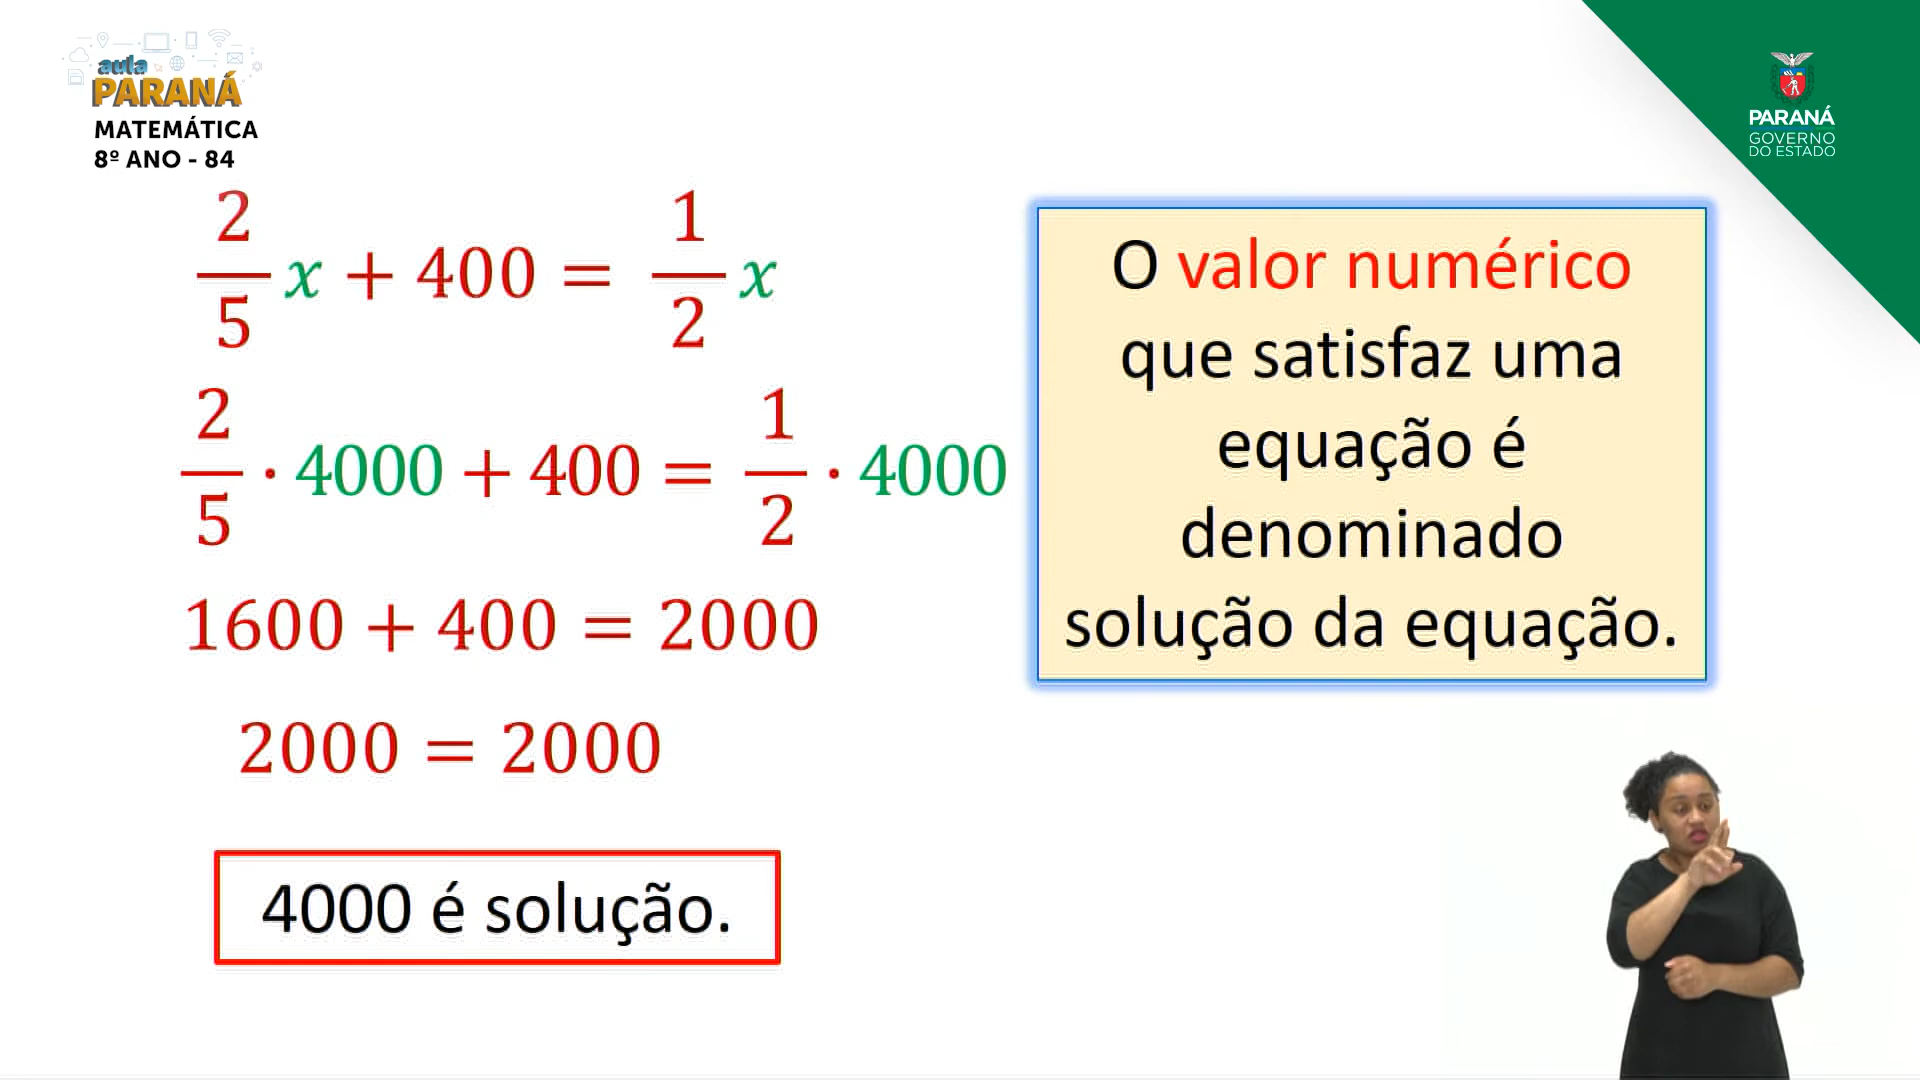 aula
PARANÁ
MATEMÁTICA
8º ANO - 84
PARANÁ
GOVERNO
DO ESTADO
2/5 x + 400 = 1/2 x
2/5 · 4000 + 400 = 1/2 · 4000
1600 + 400 = 2000
2000 = 2000
4000 é solução.
O valor numérico
que satisfaz uma
equação é
denominado
solução da equação.